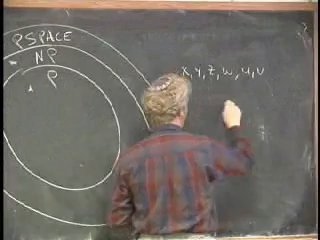 PSPACE
NP
P
x, y, z, w, u, v